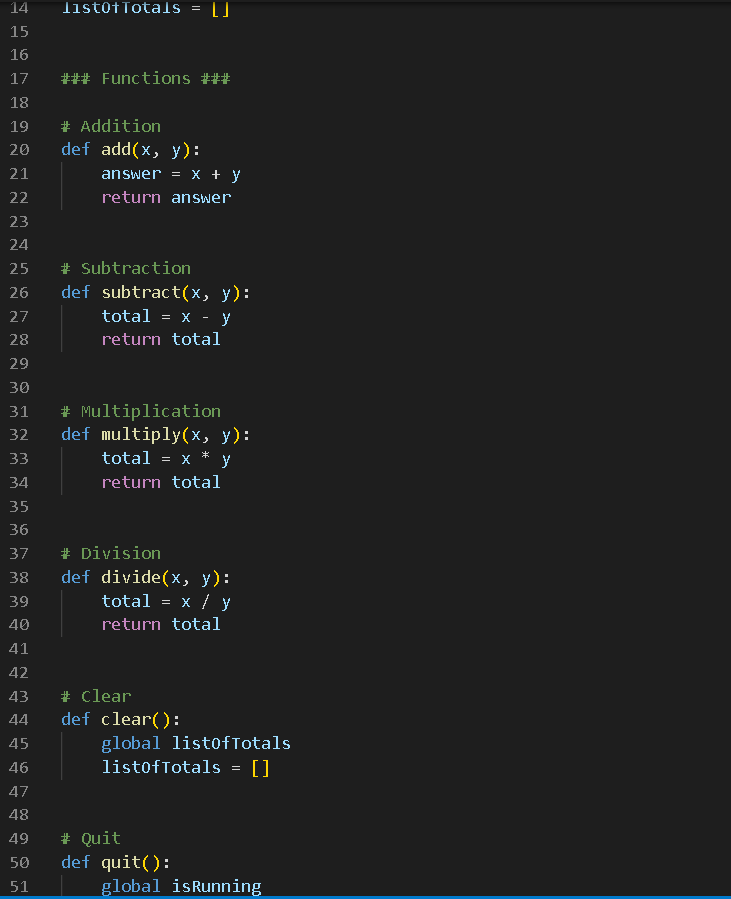 14 listOfTotals = []
15
16
17 ### Functions ###
18
19 # Addition
20 def add(x, y):
21     answer = x + y
22     return answer
23
24
25 # Subtraction
26 def subtract(x, y):
27     total = x - y
28     return total
29
30
31 # Multiplication
32 def multiply(x, y):
33     total = x * y
34     return total
35
36
37 # Division
38 def divide(x, y):
39     total = x / y
40     return total
41
42
43 # Clear
44 def clear():
45     global listOfTotals
46     listOfTotals = []
47
48
49 # Quit
50 def quit():
51     global isRunning